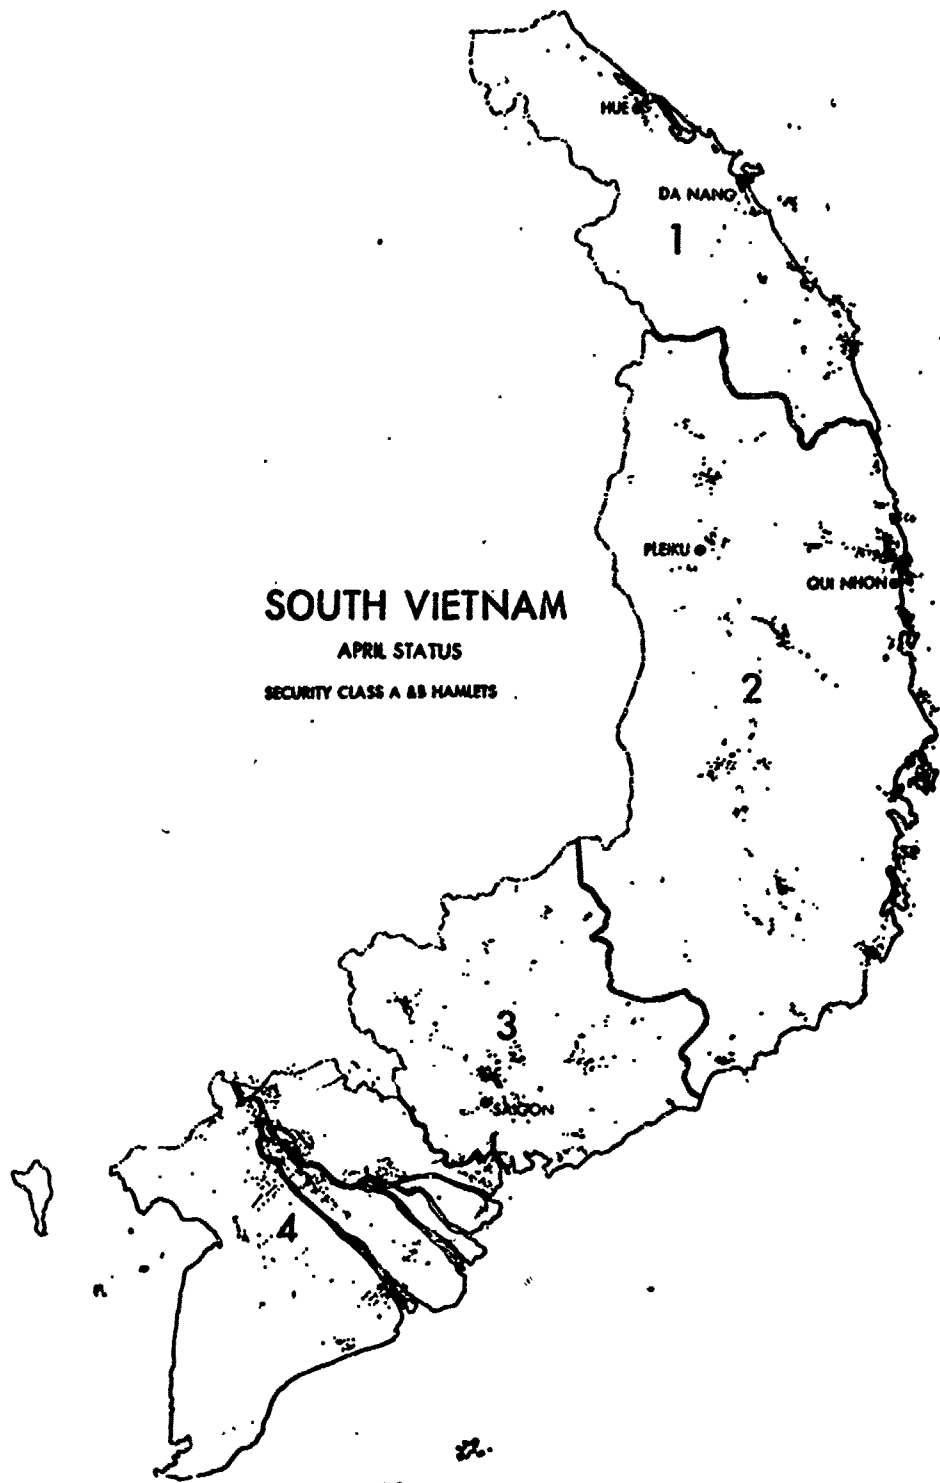 HUE
DA NANG
1
PLEIKU
QUI NHON
SOUTH VIETNAM
APRIL STATUS
SECURITY CLASS A &B HAMLETS
2
3
SAIGON
4